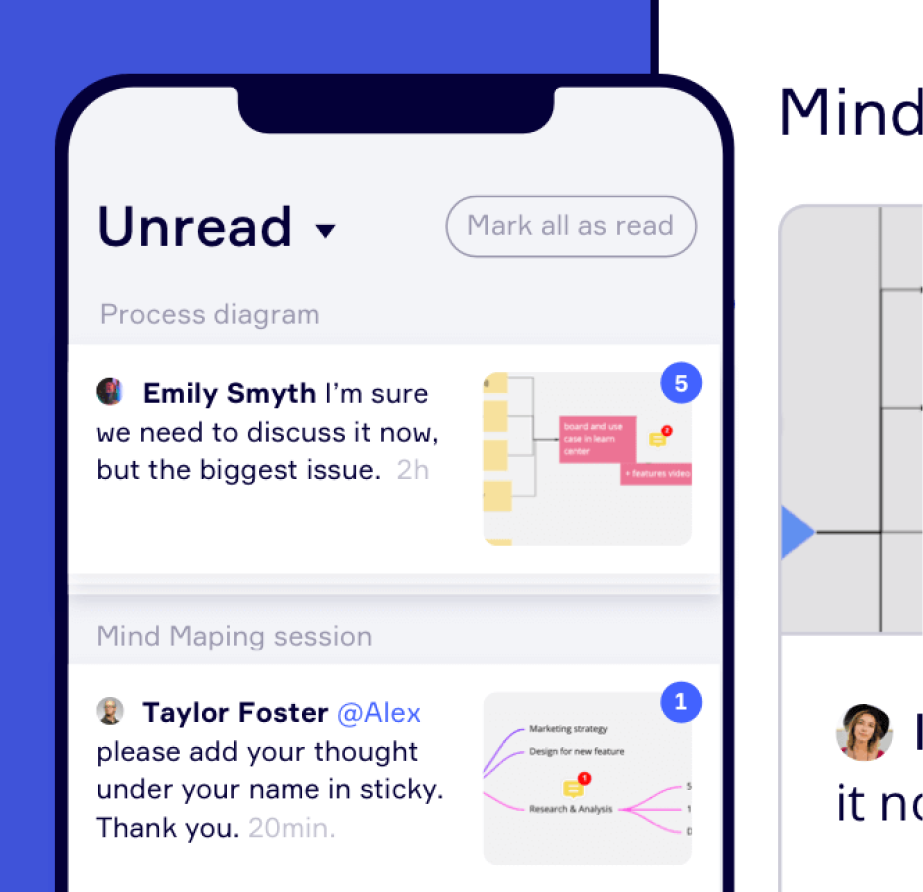 Unread
Mark all as read
Process diagram
Emily Smyth I'm sure
we need to discuss it now,
but the biggest issue. 2h
5
board and use
case in learn
center
2
+ features video
Mind Maping session
Taylor Foster @Alex
please add your thought
under your name in sticky.
Thank you. 20min.
1
Marketing strategy
Design for new feature
1
Research & Analysis
S
1
D
Mind
it no